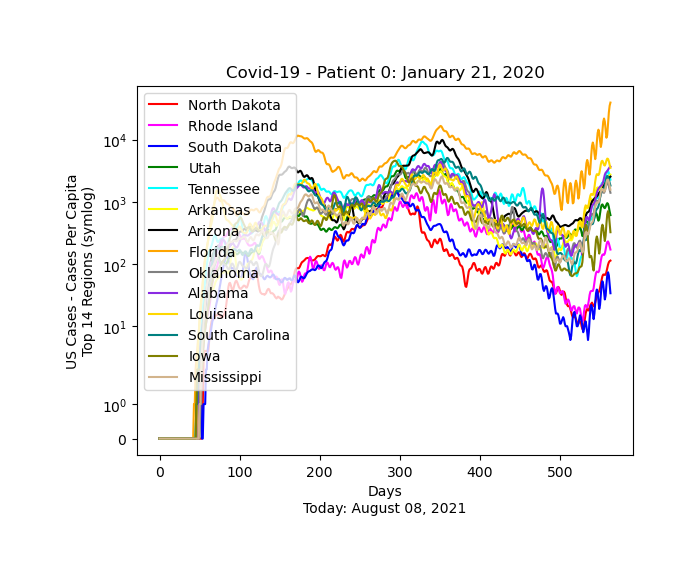 Covid-19 - Patient 0: January 21, 2020
US Cases - Cases Per Capita
Top 14 Regions (symlog)
10^4
10^3
10^2
10^1
10^0
0
North Dakota
Rhode Island
South Dakota
Utah
Tennessee
Arkansas
Arizona
Florida
Oklahoma
Alabama
Louisiana
South Carolina
Iowa
Mississippi
0 100 200 300 400 500
Days
Today: August 08, 2021